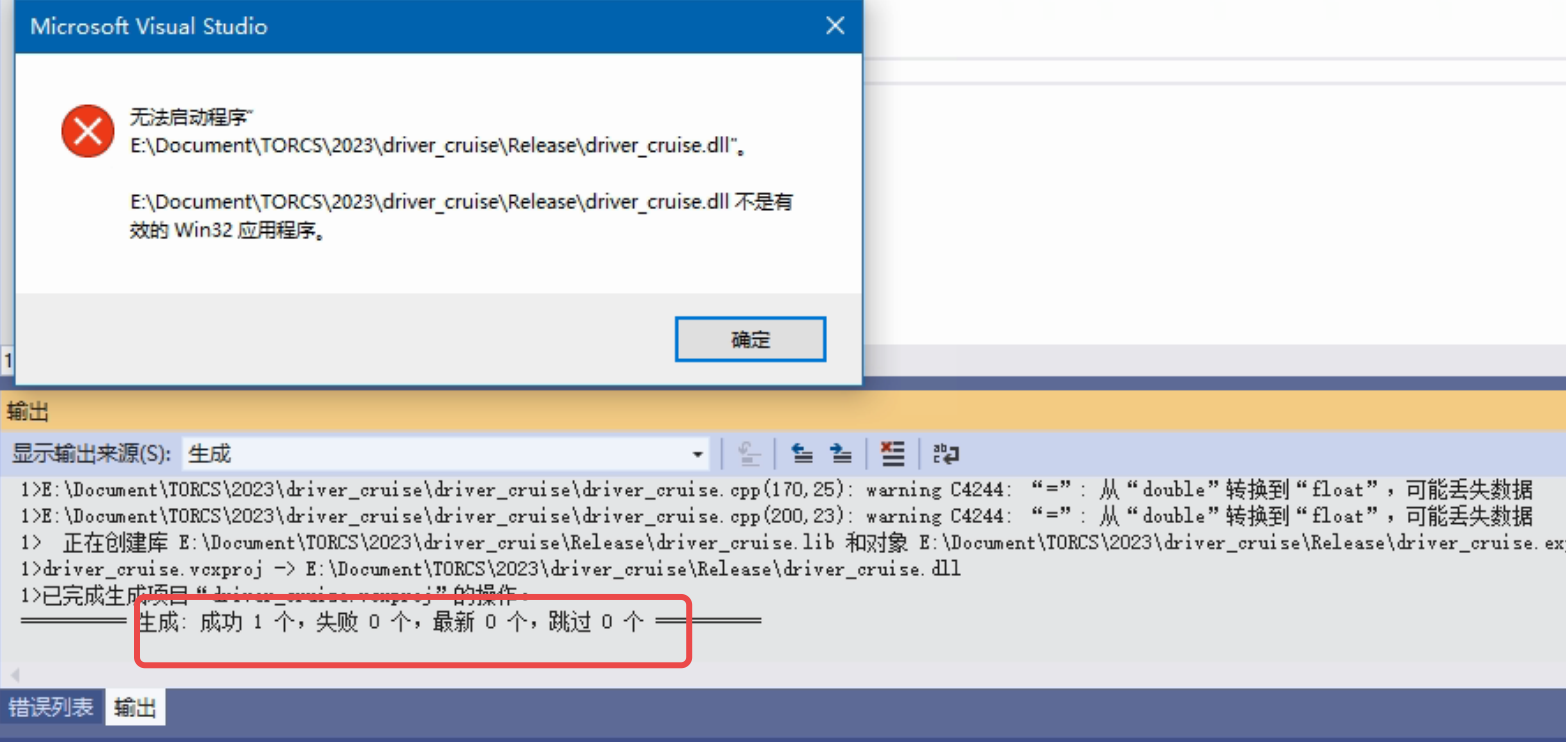 Microsoft Visual Studio
无法启动程序“
E:\Document\TORCS\2023\driver_cruise\Release\driver_cruise.dll”。
E:\Document\TORCS\2023\driver_cruise\Release\driver_cruise.dll 不是有
效的 Win32 应用程序。
确定
1
输出
显示输出来源(S): 生成
1>E:\Document\TORCS\2023\driver_cruise\driver_cruise\driver_cruise.cpp(170,25): warning C4244: “=”: 从“double”转换到“float”，可能丢失数据
1>E:\Document\TORCS\2023\driver_cruise\driver_cruise\driver_cruise.cpp(200,23): warning C4244: “=”: 从“double”转换到“float”，可能丢失数据
1>  正在创建库 E:\Document\TORCS\2023\driver_cruise\Release\driver_cruise.lib 和对象 E:\Document\TORCS\2023\driver_cruise\Release\driver_cruise.ex
1>driver_cruise.vcxproj -> E:\Document\TORCS\2023\driver_cruise\Release\driver_cruise.dll
1>已完成生成项目“driver_cruise.vcxproj”的操作。
========== 生成: 成功 1 个，失败 0 个，最新 0 个，跳过 0 个 ==========
错误列表 输出